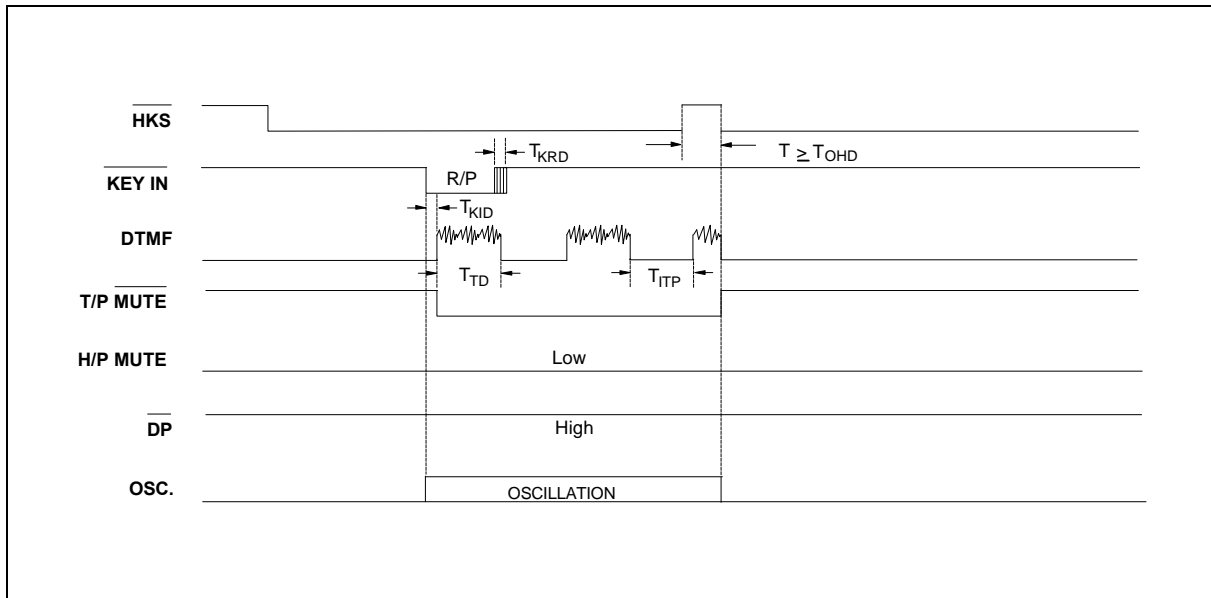 HKS
T_KRD
T ≥ T_OHD
KEY IN
R/P
T_KID
DTMF
T_TD
T_ITP
T/P MUTE
H/P MUTE
Low
DP
High
OSC.
OSCILLATION